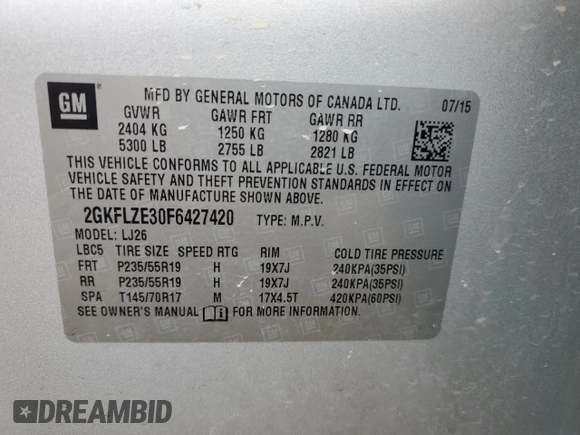 GM
MFD BY GENERAL MOTORS OF CANADA LTD. 07/15
GVWR GAWR FRT GAWR RR
2404 KG 1250 KG 1280 KG
5300 LB 2755 LB 2821 LB
THIS VEHICLE CONFORMS TO ALL APPLICABLE U.S. FEDERAL MOTOR
VEHICLE SAFETY AND THEFT PREVENTION STANDARDS IN EFFECT ON
THE DATE OF MANUFACTURE SHOWN ABOVE.
2GKFLZE30F6427420 TYPE: M.P.V.
MODEL: LJ26
LBC5 TIRE SIZE SPEED RTG RIM COLD TIRE PRESSURE
FRT P235/55R19 H 19X7J 240KPA(35PSI)
RR P235/55R19 H 19X7J 240KPA(35PSI)
SPA T145/70R17 M 17X4.5T 420KPA(60PSI)
SEE OWNER'S MANUAL FOR MORE INFORMATION.
DREAMBID